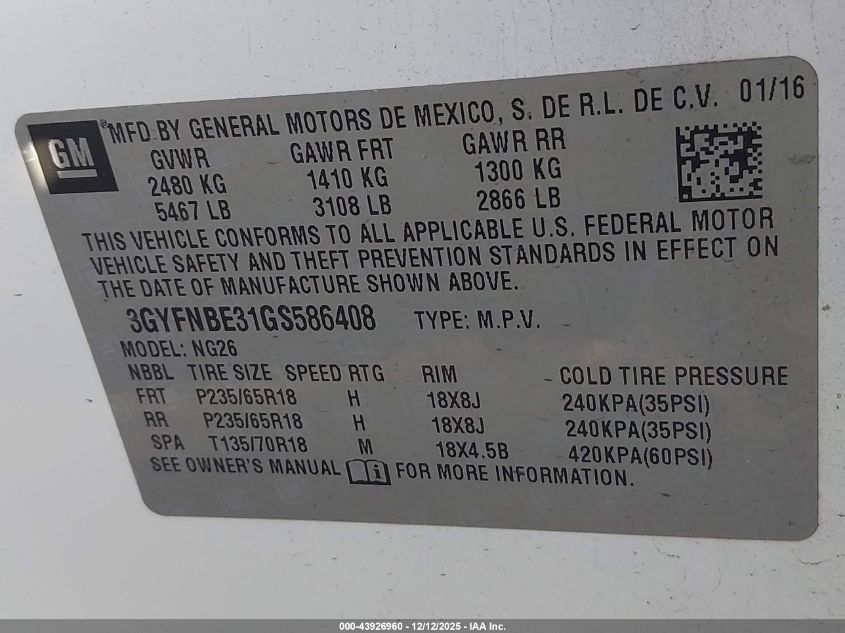 GM
®MFD BY GENERAL MOTORS DE MEXICO, S. DE R.L. DE C.V. 01/16
GVWR GAWR FRT GAWR RR
2480 KG 1410 KG 1300 KG
5467 LB 3108 LB 2866 LB
THIS VEHICLE CONFORMS TO ALL APPLICABLE U.S. FEDERAL MOTOR
VEHICLE SAFETY AND THEFT PREVENTION STANDARDS IN EFFECT ON
THE DATE OF MANUFACTURE SHOWN ABOVE.
3GYFNBE31GS586408 TYPE: M.P.V.
MODEL: NG26
NBBL TIRE SIZE SPEED RTG RIM COLD TIRE PRESSURE
FRT P235/65R18 H 18X8J 240KPA(35PSI)
RR P235/65R18 H 18X8J 240KPA(35PSI)
SPA T135/70R18 M 18X4.5B 420KPA(60PSI)
SEE OWNER'S MANUAL FOR MORE INFORMATION.
000-43926960 - 12/12/2025 - IAA Inc.